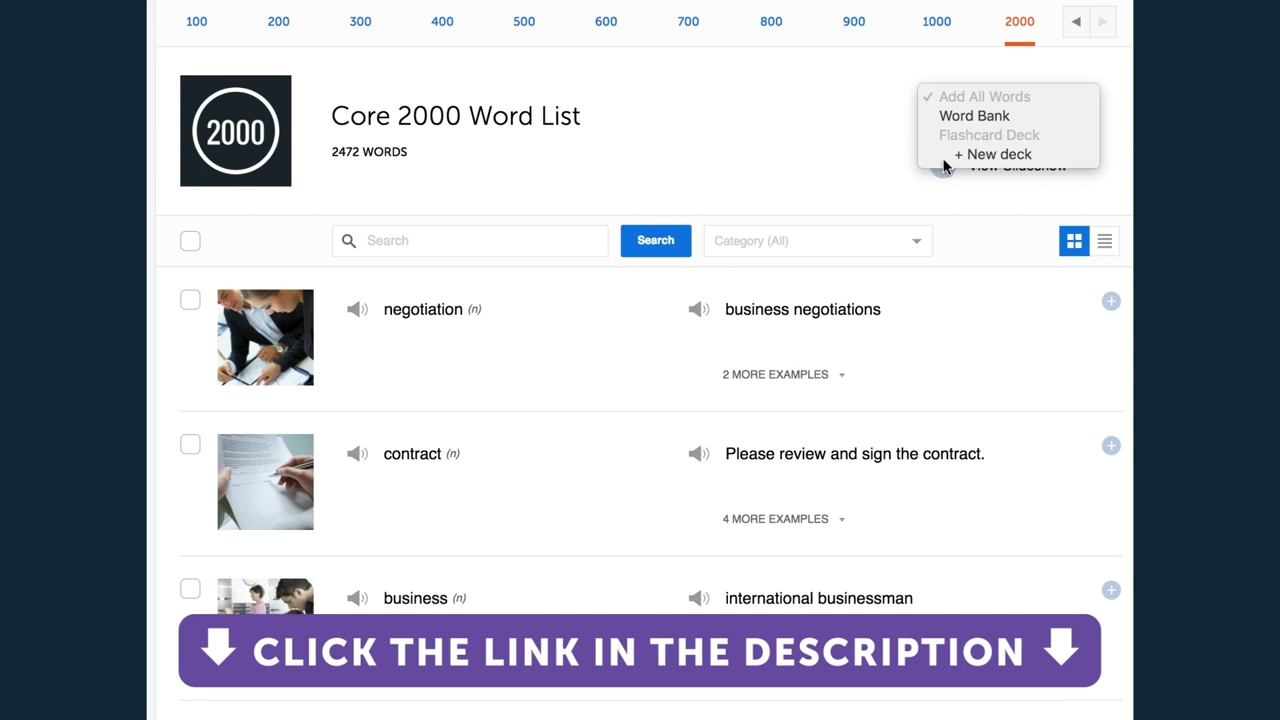 100 200 300 400 500 600 700 800 900 1000 2000
2000
Core 2000 Word List
2472 WORDS
✓ Add All Words
Word Bank
Flashcard Deck
+ New deck
View Slideshow
Search
Search
Category (All)
negotiation (n)
business negotiations
2 MORE EXAMPLES
contract (n)
Please review and sign the contract.
4 MORE EXAMPLES
business (n)
international businessman
CLICK THE LINK IN THE DESCRIPTION